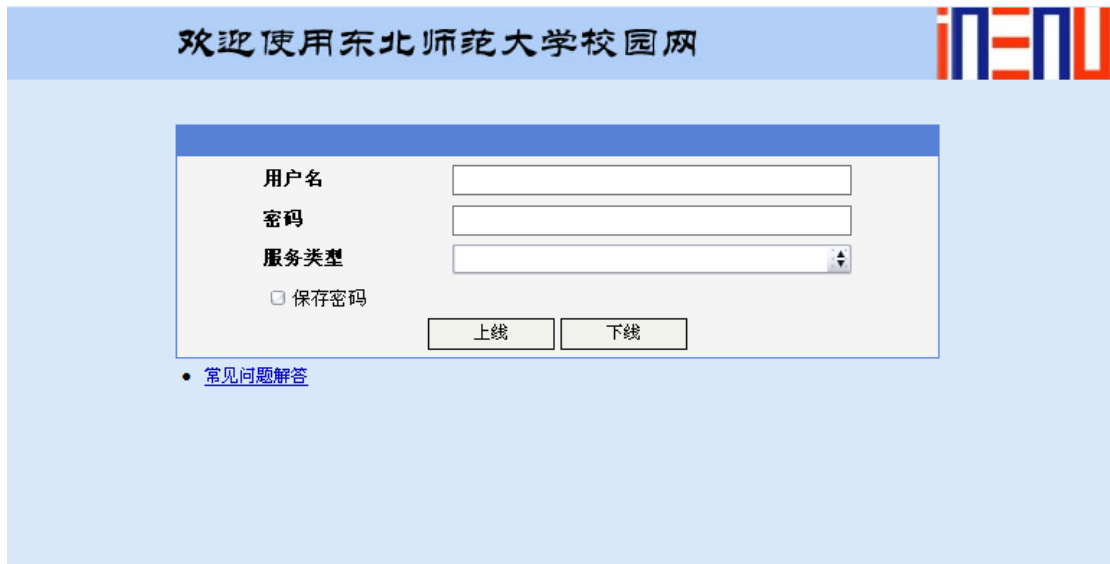 欢迎使用东北师范大学校园网
iNENU
用户名
密码
服务类型
保存密码
上线 下线
常见问题解答